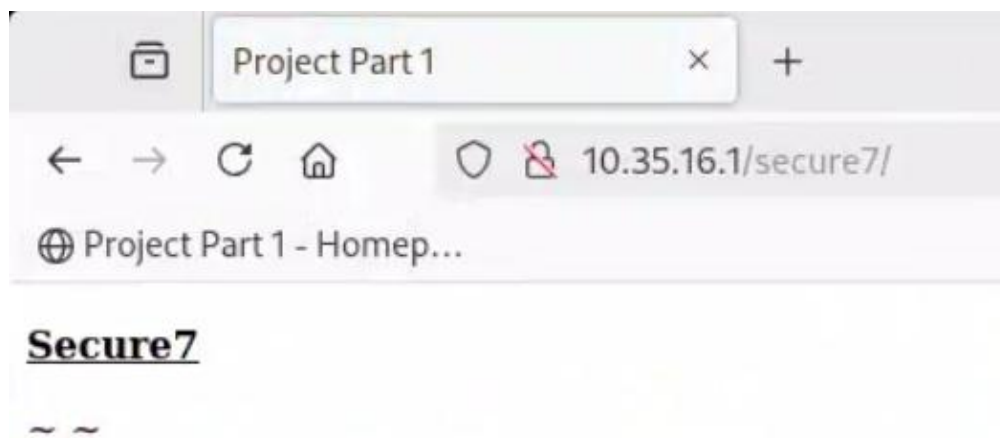 Project Part 1
10.35.16.1/secure7/
Project Part 1 - Homep...
Secure7
~ ~